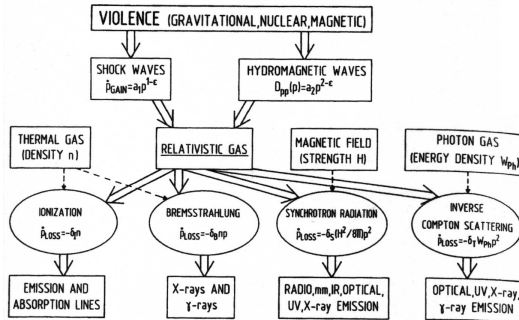 VIOLENCE (GRAVITATIONAL,NUCLEAR,MAGNETIC)
SHOCK WAVES
ṗGAIN=a₁p¹⁻ᵋ
HYDROMAGNETIC WAVES
Dpp(p)=a₂p²⁻ᵋ
THERMAL GAS
(DENSITY n)
RELATIVISTIC GAS
MAGNETIC FIELD
(STRENGTH H)
PHOTON GAS
(ENERGY DENSITY WPh)
IONIZATION
ṗLOSS=-δIn
BREMSSTRAHLUNG
ṗLOSS=-δbnp
SYNCHROTRON RADIATION
ṗLOSS=-δS(H²/8Π)p²
INVERSE
COMPTON SCATTERING
ṗLOSS=-δTWPhp²
EMISSION AND
ABSORPTION LINES
X-rays AND
γ-rays
RADIO,mm,IR,OPTICAL,
UV,X-ray EMISSION
OPTICAL,UV,X-ray,
γ-ray EMISSION